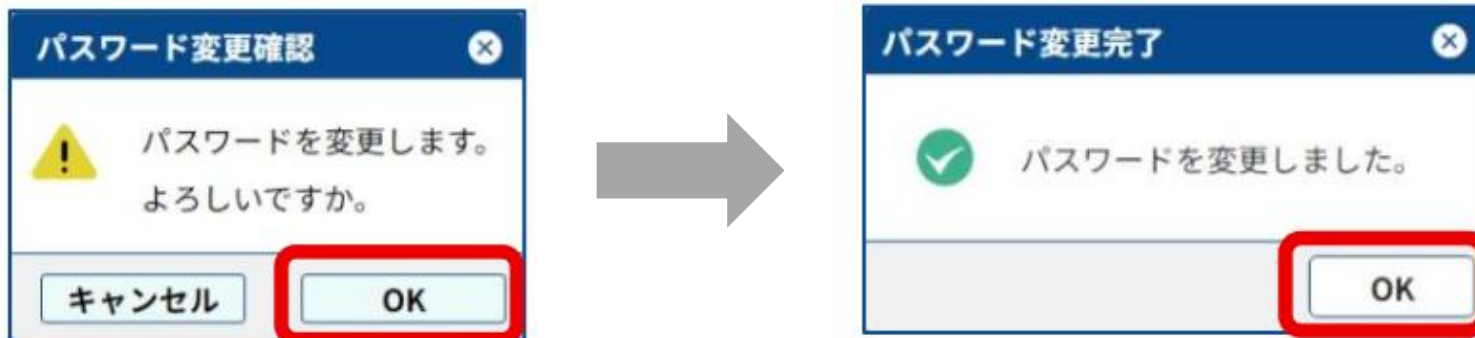 パスワード変更確認
パスワードを変更します。
よろしいですか。
キャンセル
OK
パスワード変更完了
パスワードを変更しました。
OK